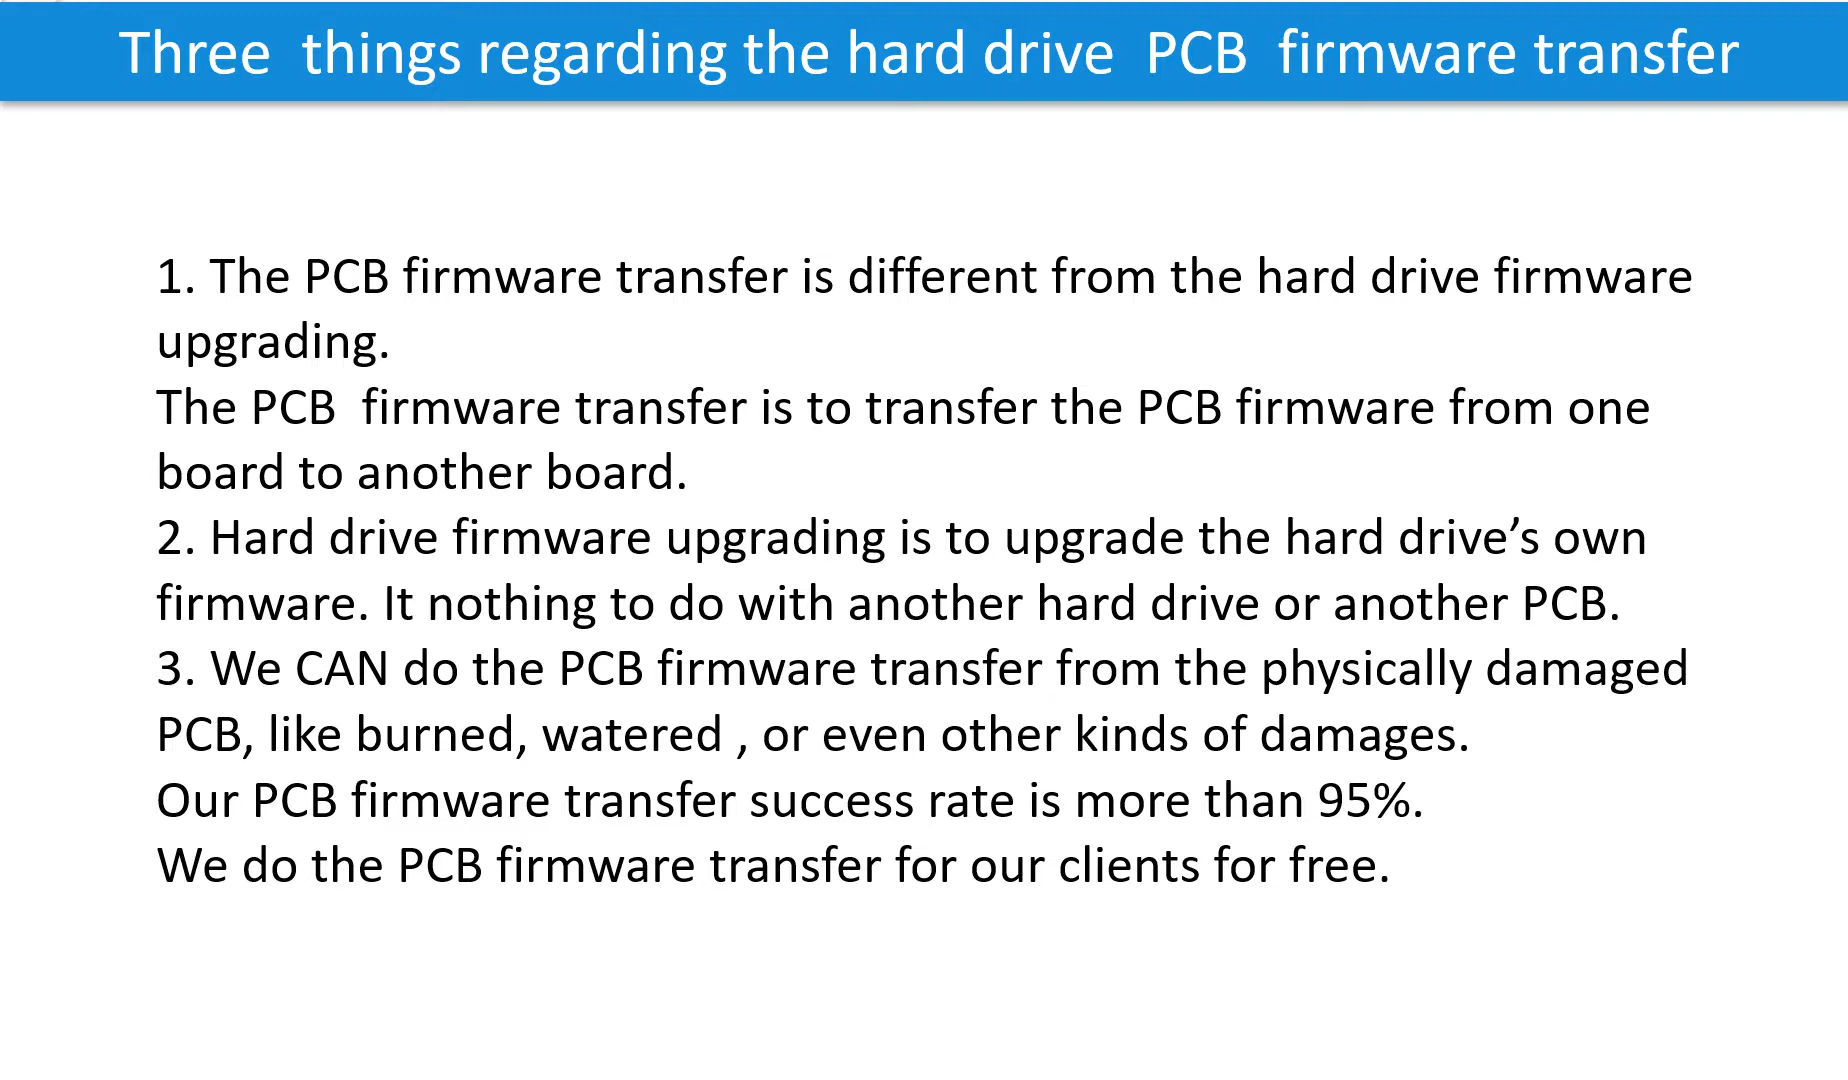 Three  things regarding the hard drive  PCB  firmware transfer
1. The PCB firmware transfer is different from the hard drive firmware
upgrading.
The PCB  firmware transfer is to transfer the PCB firmware from one
board to another board.
2. Hard drive firmware upgrading is to upgrade the hard drive’s own
firmware. It nothing to do with another hard drive or another PCB.
3. We CAN do the PCB firmware transfer from the physically damaged
PCB, like burned, watered , or even other kinds of damages.
Our PCB firmware transfer success rate is more than 95%.
We do the PCB firmware transfer for our clients for free.